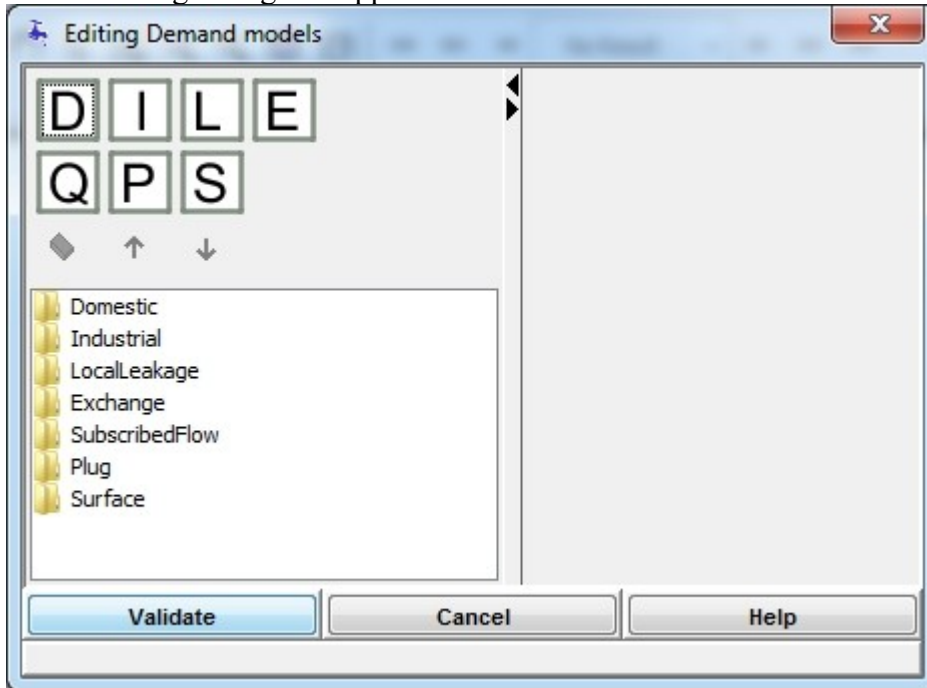 Editing Demand models
D I L E
Q P S
Domestic
Industrial
LocalLeakage
Exchange
SubscribedFlow
Plug
Surface
Validate Cancel Help